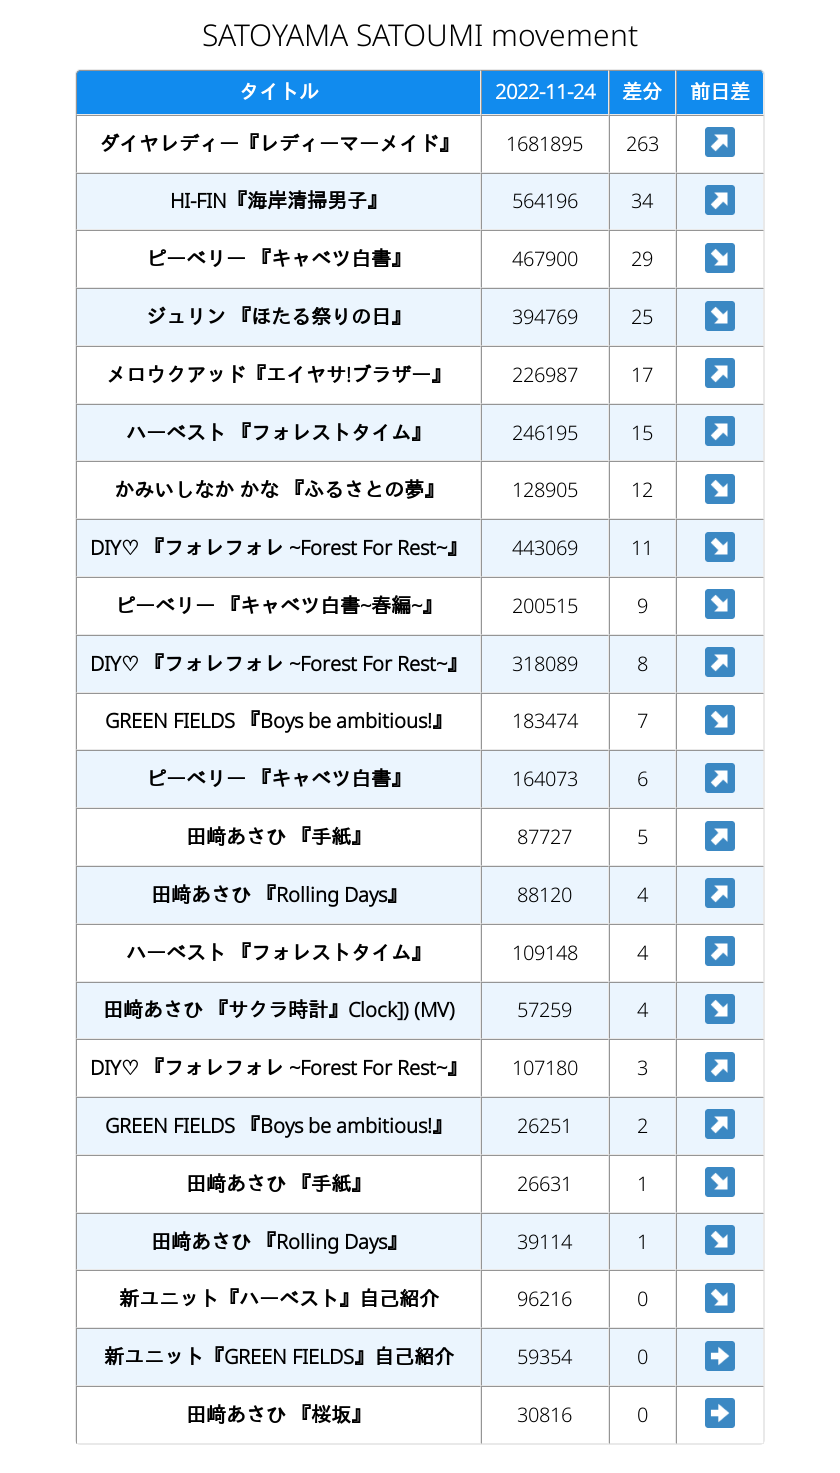 SATOYAMA SATOUMI movement
タイトル 2022-11-24 差分 前日差
ダイヤレディー『レディーマーメイド』 1681895 263 ↗
HI-FIN『海岸清掃男子』 564196 34 ↗
ピーベリー 『キャベツ白書』 467900 29 ↘
ジュリン 『ほたる祭りの日』 394769 25 ↘
メロウクアッド『エイヤサ!ブラザー』 226987 17 ↗
ハーベスト 『フォレストタイム』 246195 15 ↗
かみいしなか かな 『ふるさとの夢』 128905 12 ↘
DIY♡ 『フォレフォレ ~Forest For Rest~』 443069 11 ↘
ピーベリー 『キャベツ白書~春編~』 200515 9 ↘
DIY♡ 『フォレフォレ ~Forest For Rest~』 318089 8 ↗
GREEN FIELDS 『Boys be ambitious!』 183474 7 ↘
ピーベリー 『キャベツ白書』 164073 6 ↗
田﨑あさひ 『手紙』 87727 5 ↗
田﨑あさひ 『Rolling Days』 88120 4 ↗
ハーベスト 『フォレストタイム』 109148 4 ↗
田﨑あさひ 『サクラ時計』Clock]) (MV) 57259 4 ↘
DIY♡ 『フォレフォレ ~Forest For Rest~』 107180 3 ↗
GREEN FIELDS 『Boys be ambitious!』 26251 2 ↗
田﨑あさひ 『手紙』 26631 1 ↘
田﨑あさひ 『Rolling Days』 39114 1 ↘
新ユニット『ハーベスト』自己紹介 96216 0 ↘
新ユニット『GREEN FIELDS』自己紹介 59354 0 →
田﨑あさひ 『桜坂』 30816 0 →